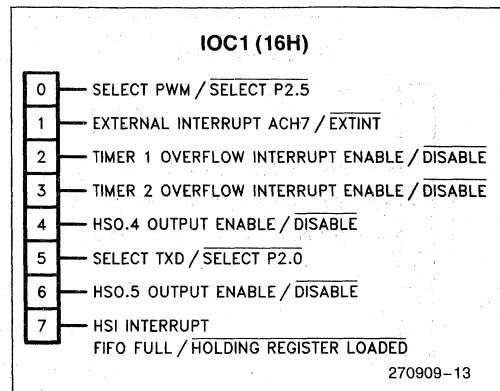 IOC1 (16H)
0 SELECT PWM / SELECT P2.5
1 EXTERNAL INTERRUPT ACH7 / EXTINT
2 TIMER 1 OVERFLOW INTERRUPT ENABLE / DISABLE
3 TIMER 2 OVERFLOW INTERRUPT ENABLE / DISABLE
4 HSO.4 OUTPUT ENABLE / DISABLE
5 SELECT TXD / SELECT P2.0
6 HSO.5 OUTPUT ENABLE / DISABLE
7 HSI INTERRUPT
FIFO FULL / HOLDING REGISTER LOADED
270909–13